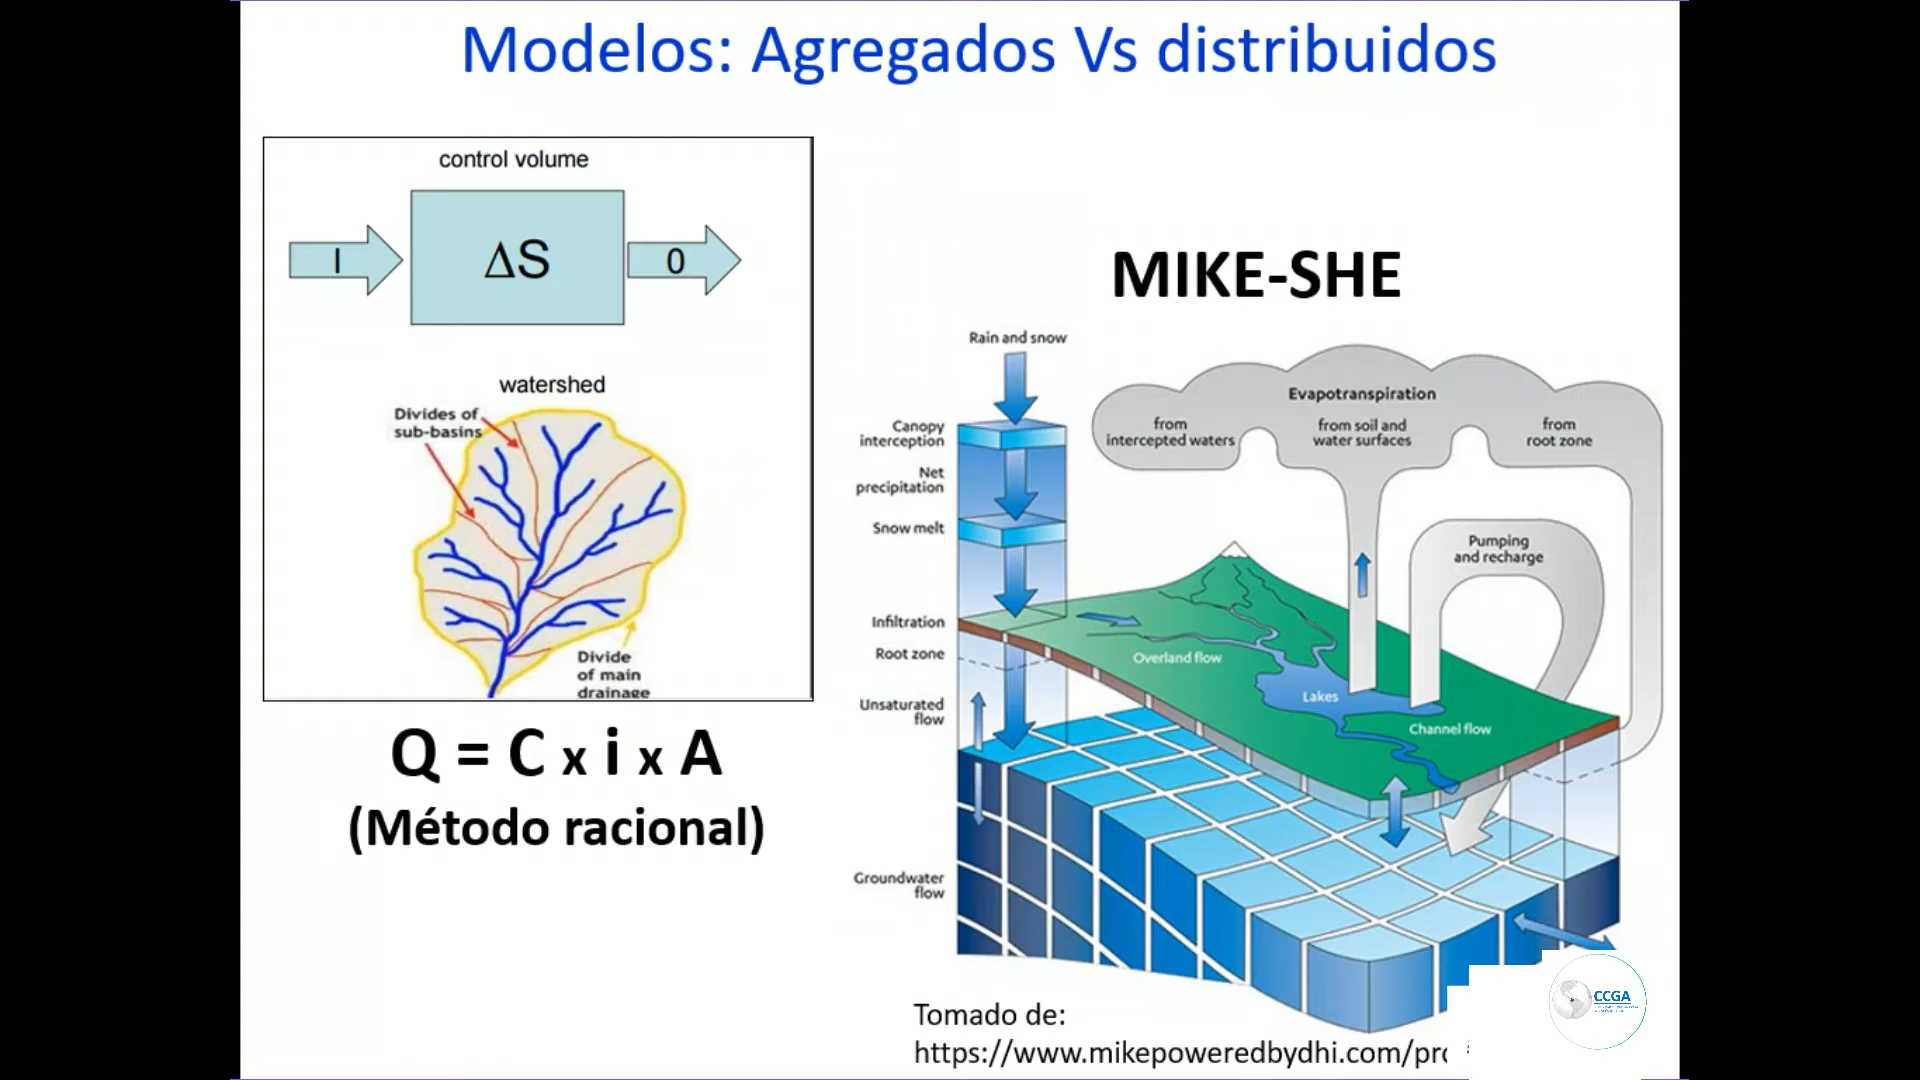 Modelos: Agregados Vs distribuidos
control volume
I
ΔS
0
watershed
Divides of
sub-basins
Divide
of main
drainage
Q = C x i x A
(Método racional)
MIKE-SHE
Rain and snow
Canopy
interception
Net
precipitation
Snow melt
Infiltration
Root zone
Unsaturated
flow
Groundwater
flow
Evapotranspiration
from
intercepted waters
from soil and
water surfaces
from
root zone
Pumping
and recharge
Overland flow
Lakes
Channel flow
Tomado de:
https://www.mikepoweredbydhi.com/pro
CCGA